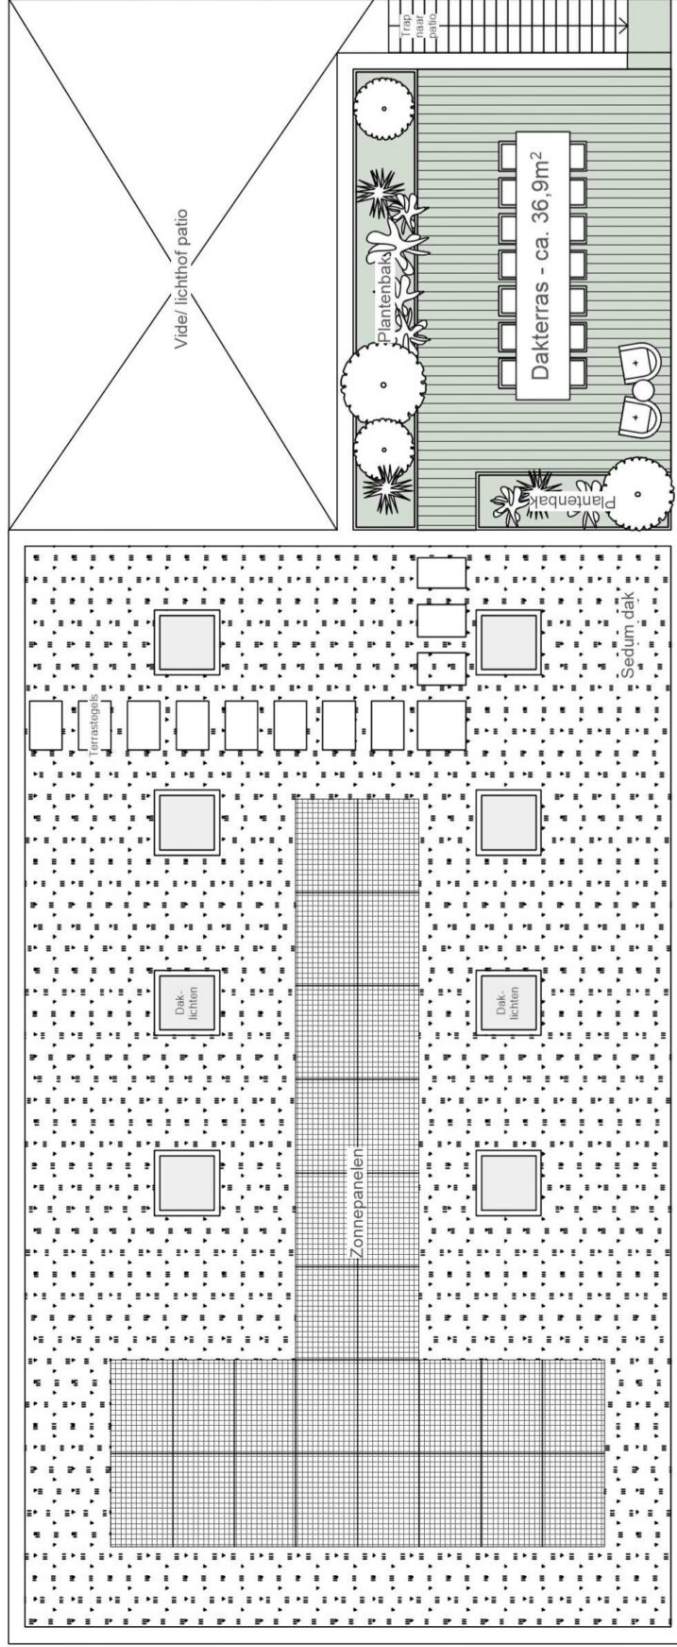 Trap
naar
patio
Vide/ lichthof patio
Plantenbak
Dakterras - ca. 36,9m²
Plantenbak
Sedum dak
Terrastegels
Dak-
lichten
Dak-
lichten
Zonnepanelen